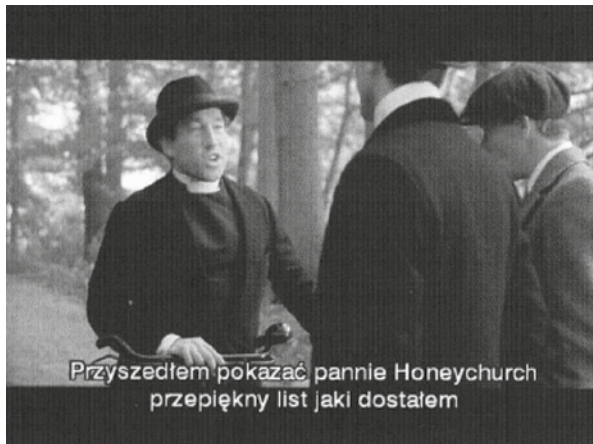 Przyszedłem pokazać pannie Honeychurch
przepiękny list jaki dostałem